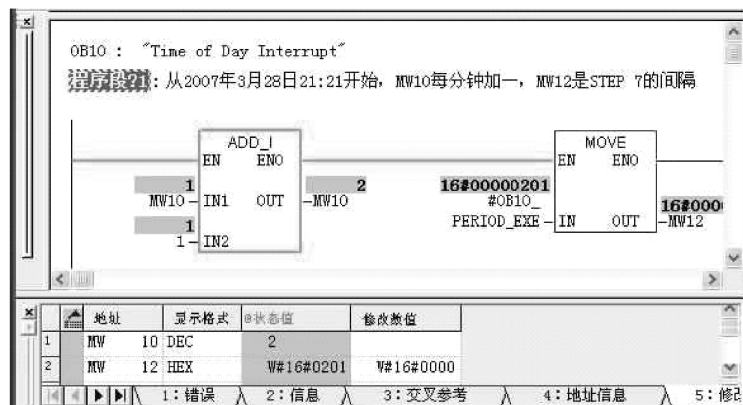 OB10 : "Time of Day Interrupt"
程序段?1: 从2007年3月28日21:21开始, MW10每分钟加一, MW12是STEP 7的间隔
ADD_I MOVE
EN ENO EN ENO
1 2 16#00000201
MW10 IN1 OUT MW10 #OB10_ 16#000
1 PERIOD_EXE IN OUT MW12
1 IN2
地址 显示格式 @状态值 修改数值
1 MW 10 DEC 2
2 MW 12 HEX W#16#0201 W#16#0000
1:错误 2:信息 3:交叉参考 4:地址信息 5:修改